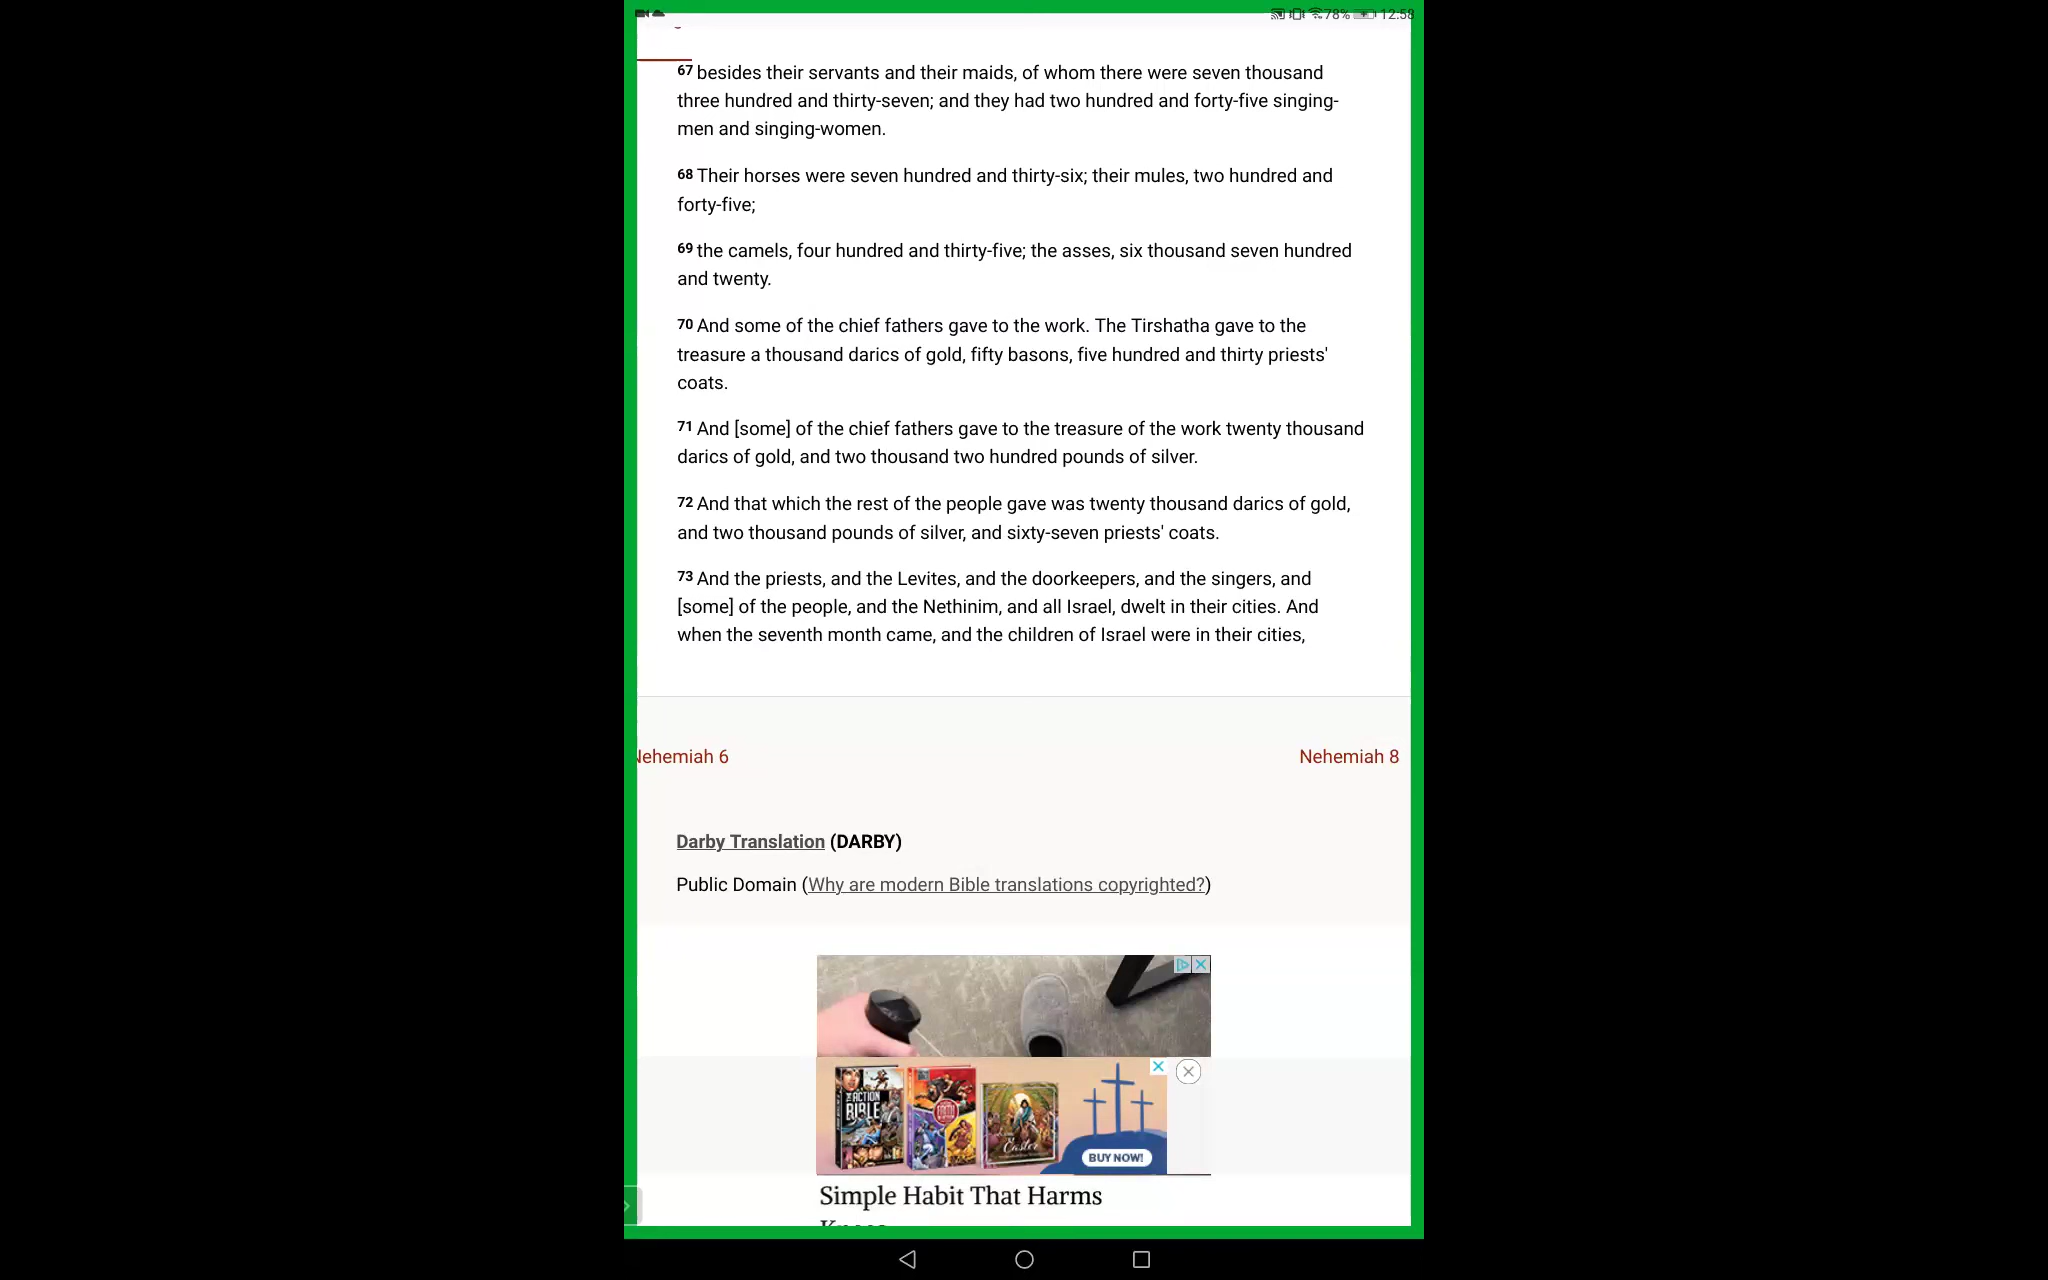 78% 12:58
67 besides their servants and their maids, of whom there were seven thousand
three hundred and thirty-seven; and they had two hundred and forty-five singing-
men and singing-women.
68 Their horses were seven hundred and thirty-six; their mules, two hundred and
forty-five;
69 the camels, four hundred and thirty-five; the asses, six thousand seven hundred
and twenty.
70 And some of the chief fathers gave to the work. The Tirshatha gave to the
treasure a thousand darics of gold, fifty basons, five hundred and thirty priests'
coats.
71 And [some] of the chief fathers gave to the treasure of the work twenty thousand
darics of gold, and two thousand two hundred pounds of silver.
72 And that which the rest of the people gave was twenty thousand darics of gold,
and two thousand pounds of silver, and sixty-seven priests' coats.
73 And the priests, and the Levites, and the doorkeepers, and the singers, and
[some] of the people, and the Nethinim, and all Israel, dwelt in their cities. And
when the seventh month came, and the children of Israel were in their cities,
Nehemiah 6 Nehemiah 8
Darby Translation (DARBY)
Public Domain (Why are modern Bible translations copyrighted?)
THE ACTION BIBLE
Easter
BUY NOW!
Simple Habit That Harms